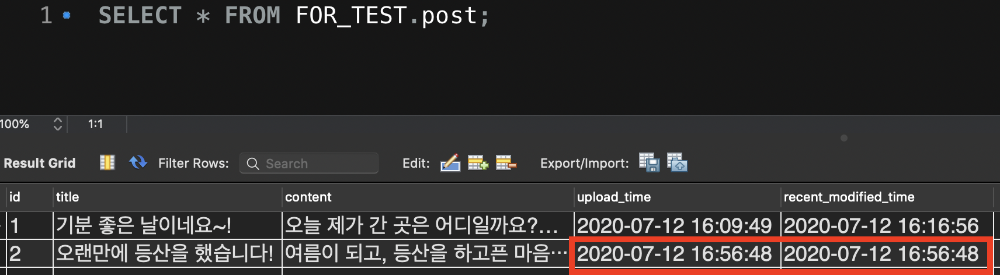 1 SELECT * FROM FOR_TEST.post;
100% 1:1
Result Grid Filter Rows: Search Edit: Export/Import:
id title content upload_time recent_modified_time
1 기분 좋은 날이네요~! 오늘 제가 간 곳은 어디일까요?... 2020-07-12 16:09:49 2020-07-12 16:16:56
2 오랜만에 등산을 했습니다! 여름이 되고, 등산을 하고픈 마음... 2020-07-12 16:56:48 2020-07-12 16:56:48